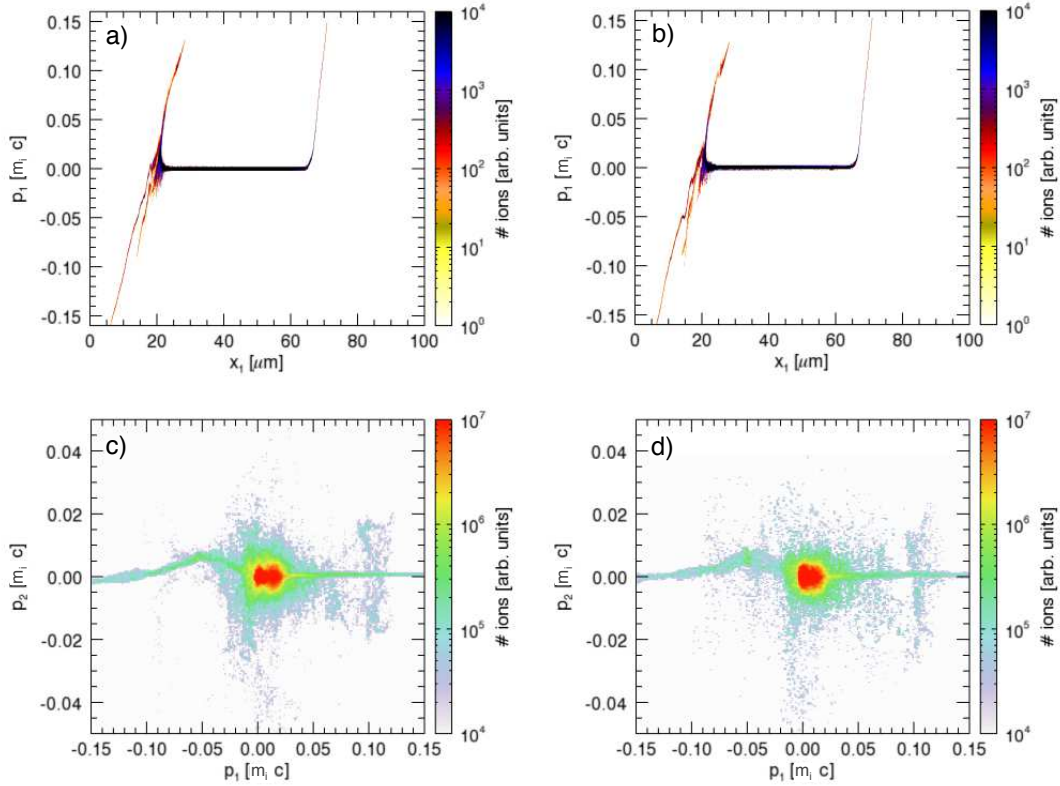 a)
0.15
0.10
0.05
0.00
-0.05
-0.10
-0.15
p₁ [mᵢ c]
0 20 40 60 80 100
x₁ [μm]
10⁴
10³
10²
10¹
10⁰
# ions [arb. units]
b)
0.15
0.10
0.05
0.00
-0.05
-0.10
-0.15
p₁ [mᵢ c]
0 20 40 60 80 100
x₁ [μm]
10⁴
10³
10²
10¹
10⁰
# ions [arb. units]
c)
0.04
0.02
0.00
-0.02
-0.04
p₂ [mᵢ c]
-0.15 -0.10 -0.05 0.00 0.05 0.10 0.15
p₁ [mᵢ c]
10⁷
10⁶
10⁵
10⁴
# ions [arb. units]
d)
0.04
0.02
0.00
-0.02
-0.04
p₂ [mᵢ c]
-0.15 -0.10 -0.05 0.00 0.05 0.10 0.15
p₁ [mᵢ c]
10⁷
10⁶
10⁵
10⁴
# ions [arb. units]